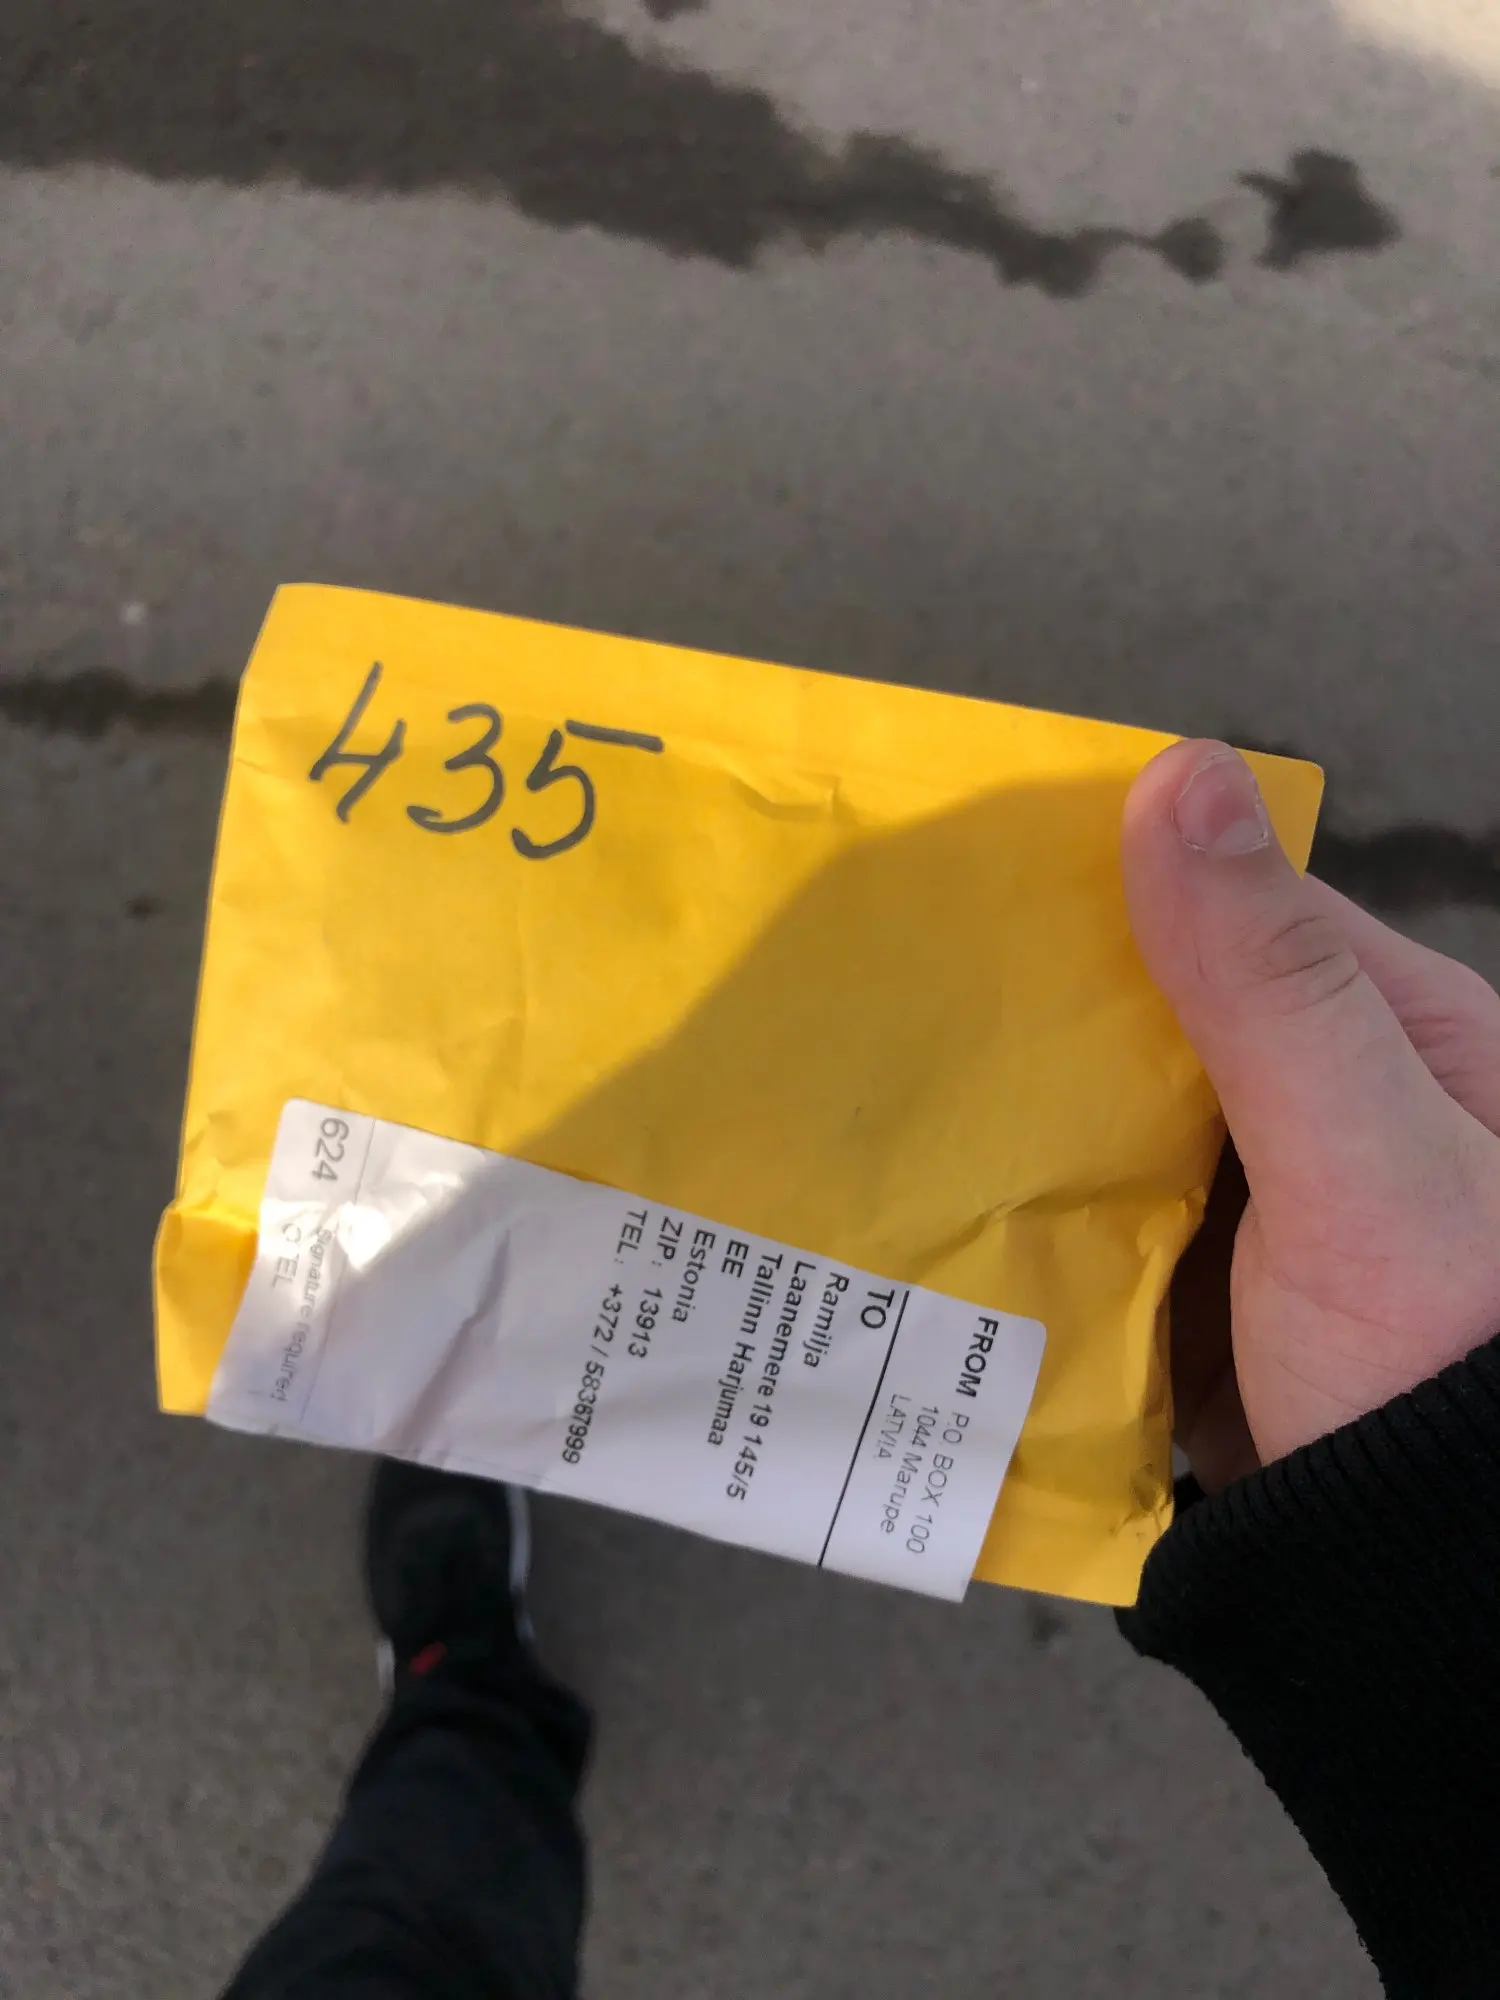 435
FROM P.O. BOX 100
1044 Marupe
LATVIA
TO
Ramilja
Laanemere 19 145/5
Tallinn Harjumaa
EE
Estonia
ZIP: 13913
TEL: +372/58367999
Signature required
624 TEL